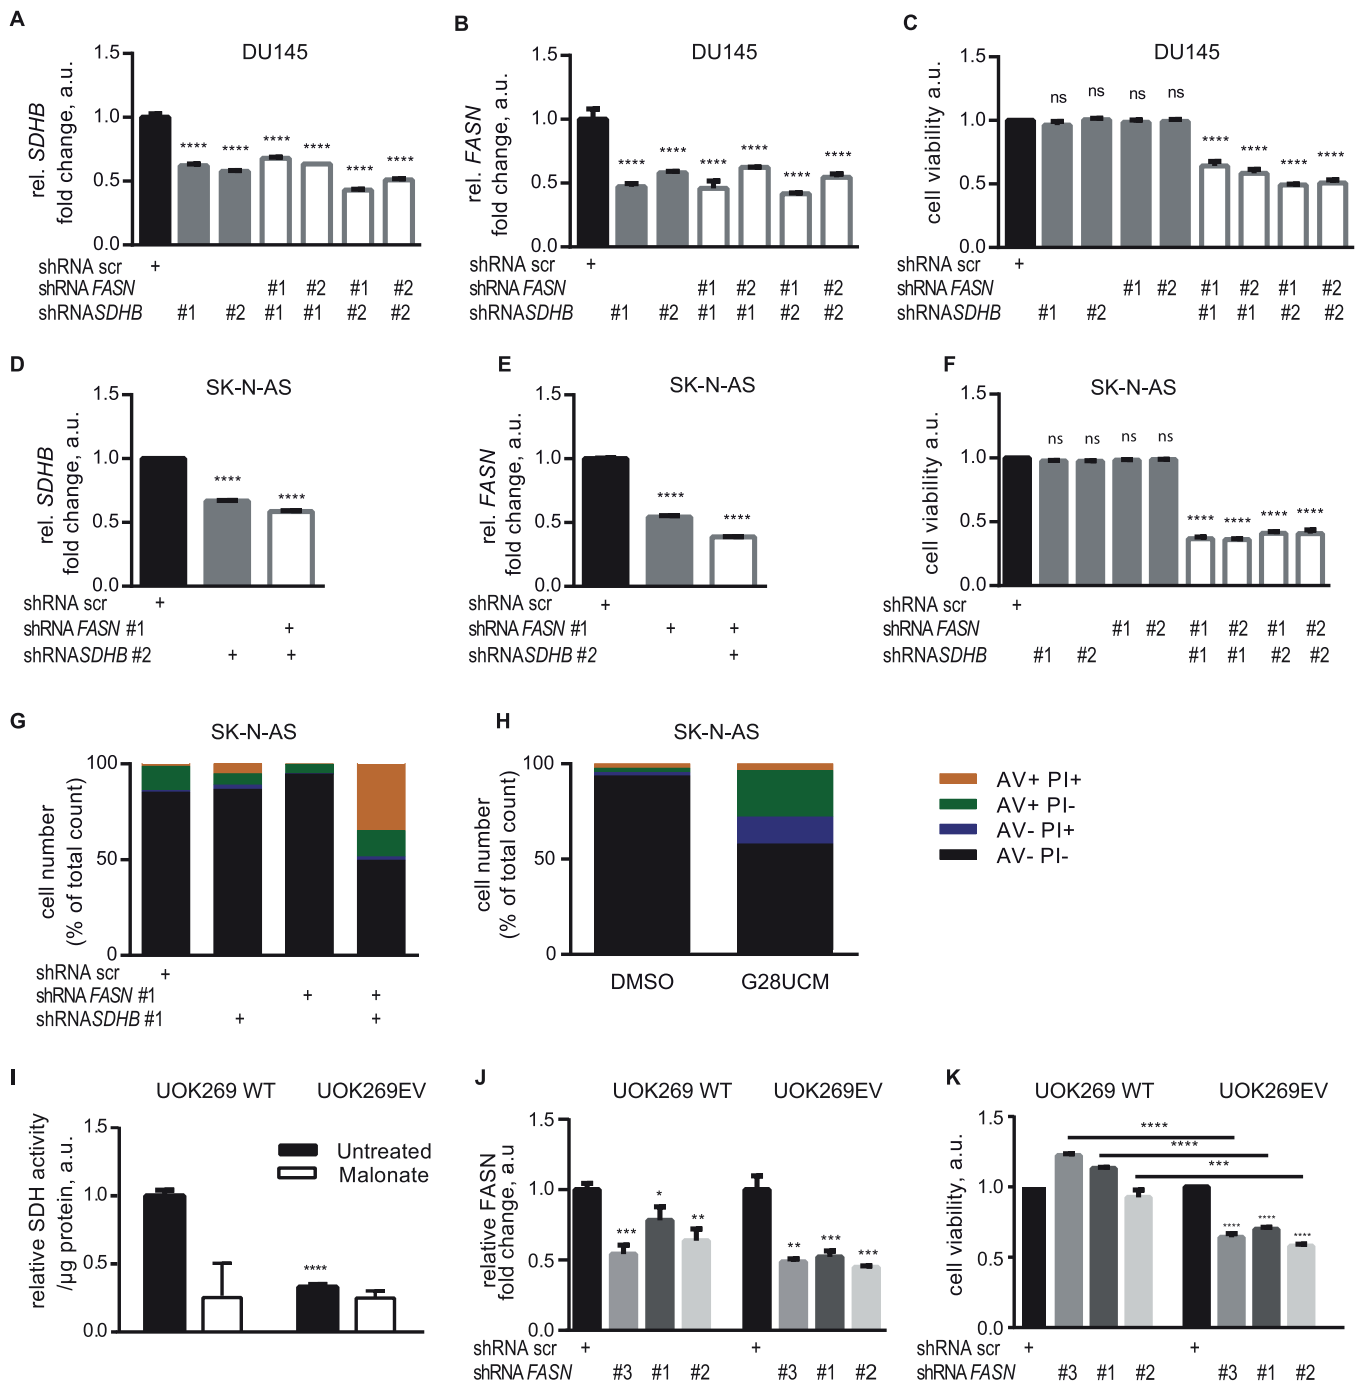 A
DU145
rel. SDHB
fold change, a.u.
1.5
1.0
0.5
0.0
****
****
****
****
****
****
shRNA scr +
shRNA FASN #1 #2 #1 #2
shRNASDHB #1 #2 #1 #1 #2 #2
B
DU145
rel. FASN
fold change, a.u.
1.5
1.0
0.5
0.0
****
****
****
****
****
****
shRNA scr +
shRNA FASN #1 #2 #1 #2
shRNASDHB #1 #2 #1 #1 #2 #2
C
DU145
cell viability a.u.
1.5
1.0
0.5
0.0
ns ns ns ns
**** **** **** ****
shRNA scr +
shRNA FASN #1 #2 #1 #2 #1 #2
shRNASDHB #1 #2 #1 #1 #2 #2
D
SK-N-AS
rel. SDHB
fold change, a.u.
1.5
1.0
0.5
0.0
**** ****
shRNA scr +
shRNA FASN #1 +
shRNASDHB #2 + +
E
SK-N-AS
rel. FASN
fold change, a.u.
1.5
1.0
0.5
0.0
**** ****
shRNA scr +
shRNA FASN #1 + +
shRNASDHB #2 +
F
SK-N-AS
cell viability a.u.
1.5
1.0
0.5
0.0
ns ns ns ns
**** **** **** ****
shRNA scr +
shRNA FASN #1 #2 #1 #2 #1 #2
shRNASDHB #1 #2 #1 #1 #2 #2
G
SK-N-AS
cell number
(% of total count)
100
50
0
shRNA scr +
shRNA FASN #1 + +
shRNASDHB #1 + +
H
SK-N-AS
cell number
(% of total count)
100
50
0
DMSO G28UCM
AV+ PI+
AV+ PI-
AV- PI+
AV- PI-
I
UOK269 WT UOK269EV
relative SDH activity
/µg protein, a.u.
1.5
1.0
0.5
0.0
Untreated
Malonate
****
J
UOK269 WT UOK269EV
relative FASN
fold change, a.u
1.5
1.0
0.5
0.0
*** * ** ** *** ***
shRNA scr + +
shRNA FASN #3 #1 #2 #3 #1 #2
K
UOK269 WT UOK269EV
cell viability, a.u.
1.5
1.0
0.5
0.0
****
****
***
**** **** ****
shRNA scr + +
shRNA FASN #3 #1 #2 #3 #1 #2